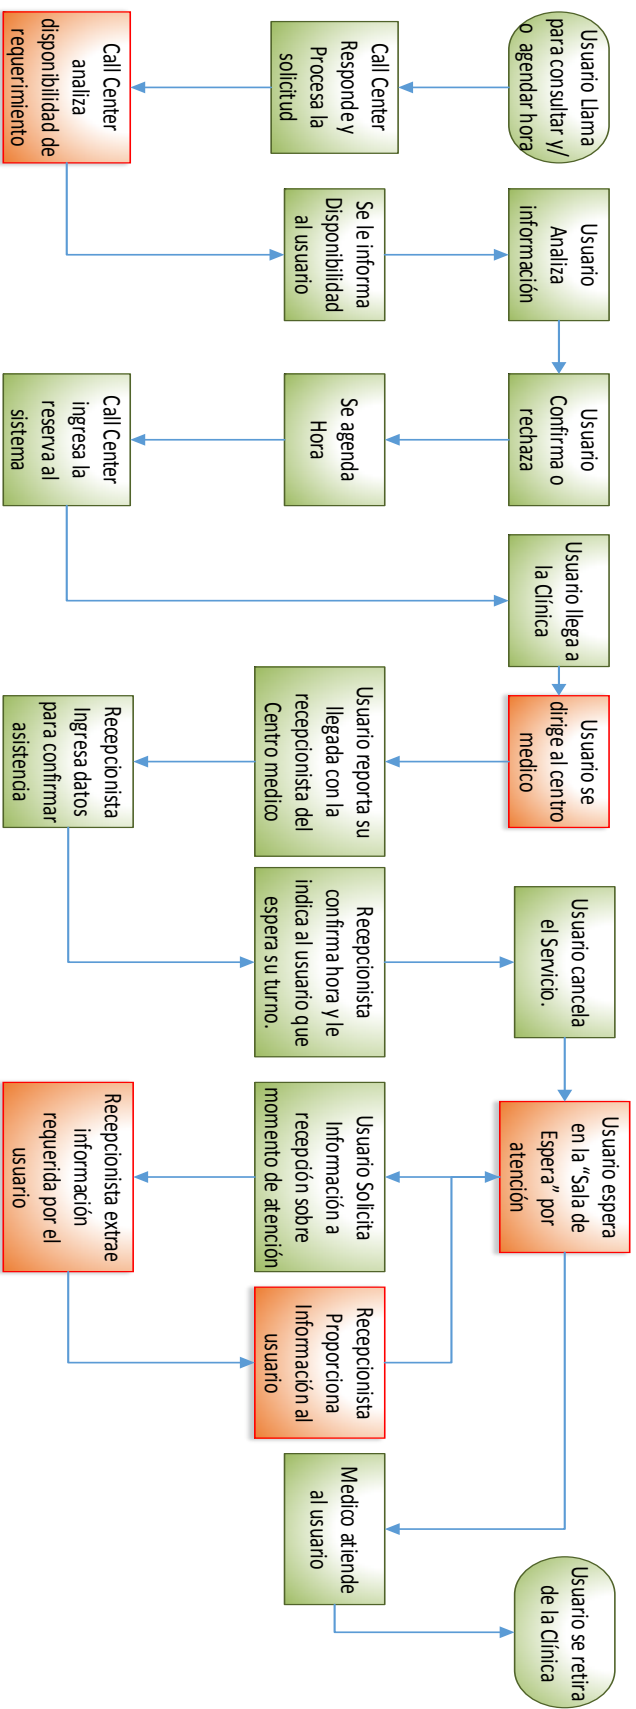 Usuario Llama
para consultar y/
o agendar hora
Call Center
Responde y
Procesa la
solicitud
Call Center
analiza
disponibilidad de
requerimiento
Se le informa
Disponibilidad
al usuario
Usuario
Analiza
información
Usuario
Confirma o
rechaza
Se agenda
Hora
Call Center
ingresa la
reserva al
sistema
Usuario llega a
la Clínica
Usuario se
dirige al centro
medico
Usuario reporta su
llegada con la
recepcionista del
Centro medico
Recepcionista
Ingresa datos
para confirmar
asistencia
Recepcionista
confirma hora y le
indica al usuario que
espera su turno.
Usuario cancela
el Servicio.
Usuario espera
en la “Sala de
Espera” por
atención
Usuario Solicita
Información a
recepción sobre
momento de atención
Recepcionista extrae
información
requerida por el
usuario
Recepcionista
Proporciona
Información al
usuario
Medico atiende
al usuario
Usuario se retira
de la Clínica